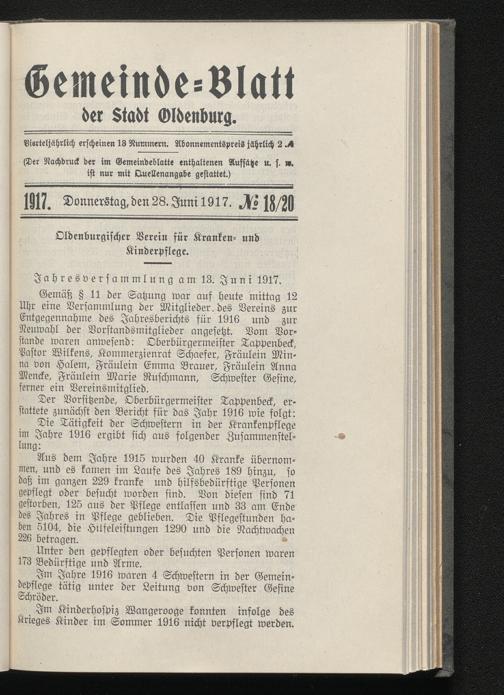 Gemeinde=Blatt
der Stadt Oldenburg.
Vierteljährlich erscheinen 13 Nummern. Abonnementspreis jährlich 2 ℳ
(Der Nachdruck der im Gemeindeblatte enthaltenen Aufsätze u. s. w.
ist nur mit Quellenangabe gestattet.)
1917. Donnerstag, den 28. Juni 1917. № 18/20
Oldenburgischer Verein für Kranken= und
Kinderpflege.
Jahresversammlung am 13. Juni 1917.
Gemäß § 11 der Satzung war auf heute mittag 12
Uhr eine Versammlung der Mitglieder des Vereins zur
Entgegennahme des Jahresberichts für 1916 und zur
Neuwahl der Vorstandsmitglieder angesetzt. Vom Vor=
stande waren anwesend: Oberbürgermeister Tappenbeck,
Pastor Wilkens, Kommerzienrat Schaefer, Fräulein Min=
na von Halem, Fräulein Emma Brauer, Fräulein Anna
Mencke, Fräulein Marie Ruschmann, Schwester Gesine,
ferner ein Vereinsmitglied.
Der Vorsitzende, Oberbürgermeister Tappenbeck, er=
stattete zunächst den Bericht für das Jahr 1916 wie folgt:
Die Tätigkeit der Schwestern in der Krankenpflege
im Jahre 1916 ergibt sich aus folgender Zusammenstel=
lung:
Aus dem Jahre 1915 wurden 40 Kranke übernom=
men, und es kamen im Laufe des Jahres 189 hinzu, so
daß im ganzen 229 kranke und hilfsbedürftige Personen
gepflegt oder besucht worden sind. Von diesen sind 71
gestorben, 125 aus der Pflege entlassen und 33 am Ende
des Jahres in Pflege geblieben. Die Pflegestunden ha=
ben 5104, die Hilfeleistungen 1290 und die Nachtwachen
226 betragen.
Unter den gepflegten oder besuchten Personen waren
173 Bedürftige und Arme.
Im Jahre 1916 waren 4 Schwestern in der Gemein=
depflege tätig unter der Leitung von Schwester Gesine
Schröder.
Im Kinderhospiz Wangerooge konnten infolge des
Krieges Kinder im Sommer 1916 nicht verpflegt werden.